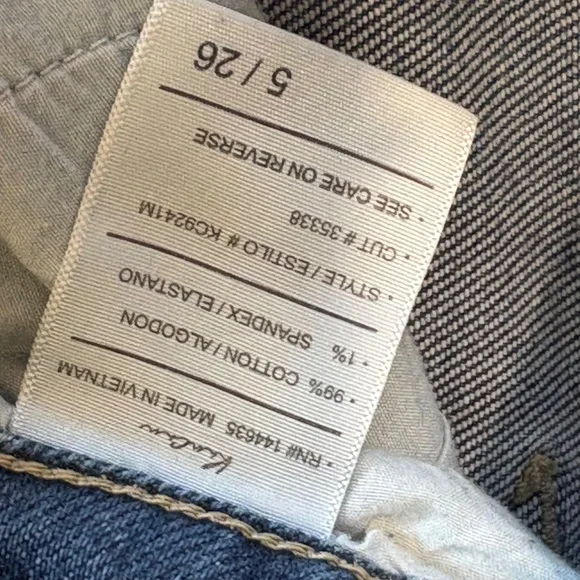 KanCan
• RN# 144635 MADE IN VIETNAM
• 99% COTTON / ALGODON
• 1% SPANDEX / ELASTANO
• STYLE / ESTILO # KC9241M
• CUT # 35338
• SEE CARE ON REVERSE
5 / 26